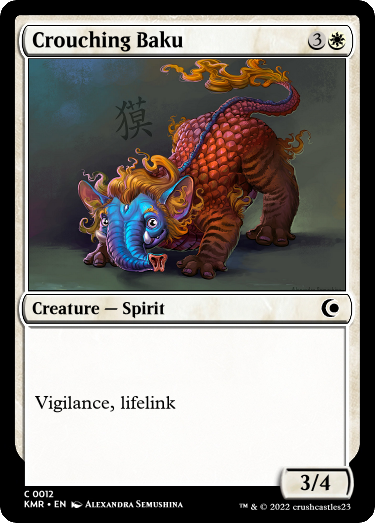 Crouching Baku 3
獏
Creature — Spirit
Vigilance, lifelink
3/4
C 0012
KMR • EN Alexandra Semushina
™ & © 2022 crushcastles23